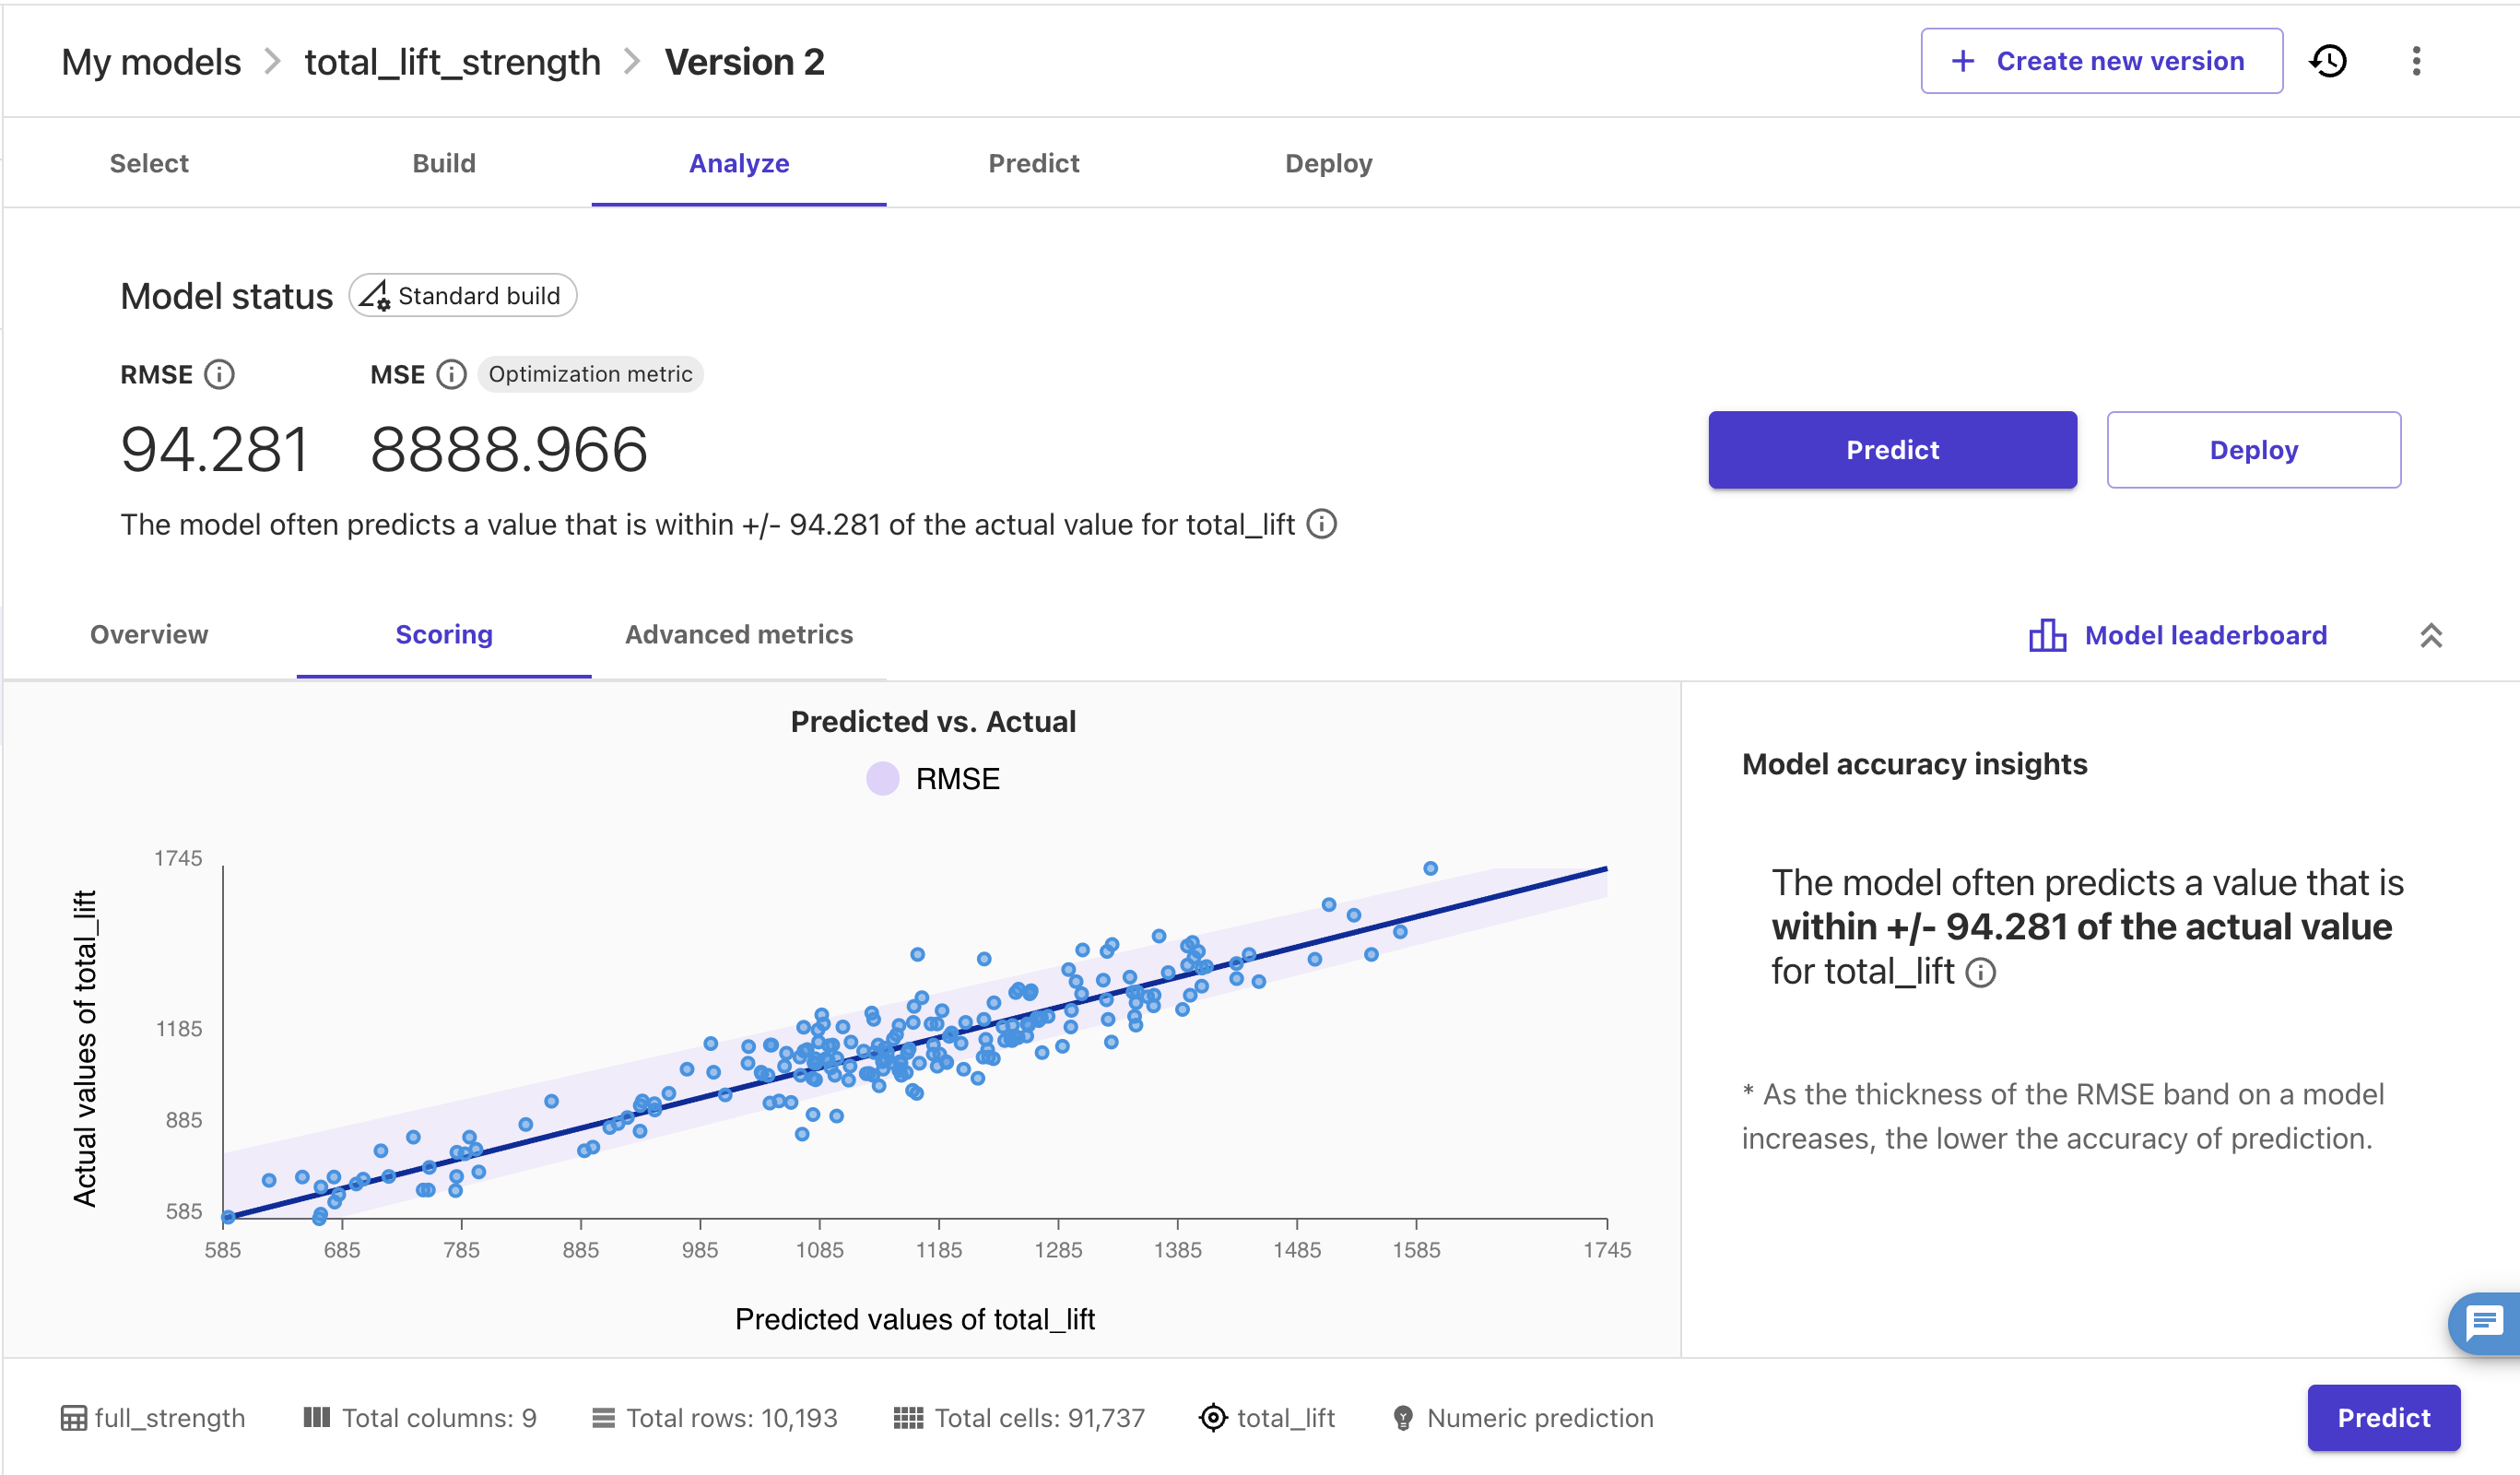 My models > total_lift_strength > Version 2
+ Create new version
Select Build Analyze Predict Deploy
Model status Standard build
RMSE MSE Optimization metric
94.281 8888.966
Predict Deploy
The model often predicts a value that is within +/- 94.281 of the actual value for total_lift
Overview Scoring Advanced metrics
Model leaderboard
Predicted vs. Actual
RMSE
1745
1185
885
585
Actual values of total_lift
585 685 785 885 985 1085 1185 1285 1385 1485 1585 1745
Predicted values of total_lift
Model accuracy insights
The model often predicts a value that is
within +/- 94.281 of the actual value
for total_lift
* As the thickness of the RMSE band on a model
increases, the lower the accuracy of prediction.
full_strength Total columns: 9 Total rows: 10,193 Total cells: 91,737 total_lift Numeric prediction
Predict